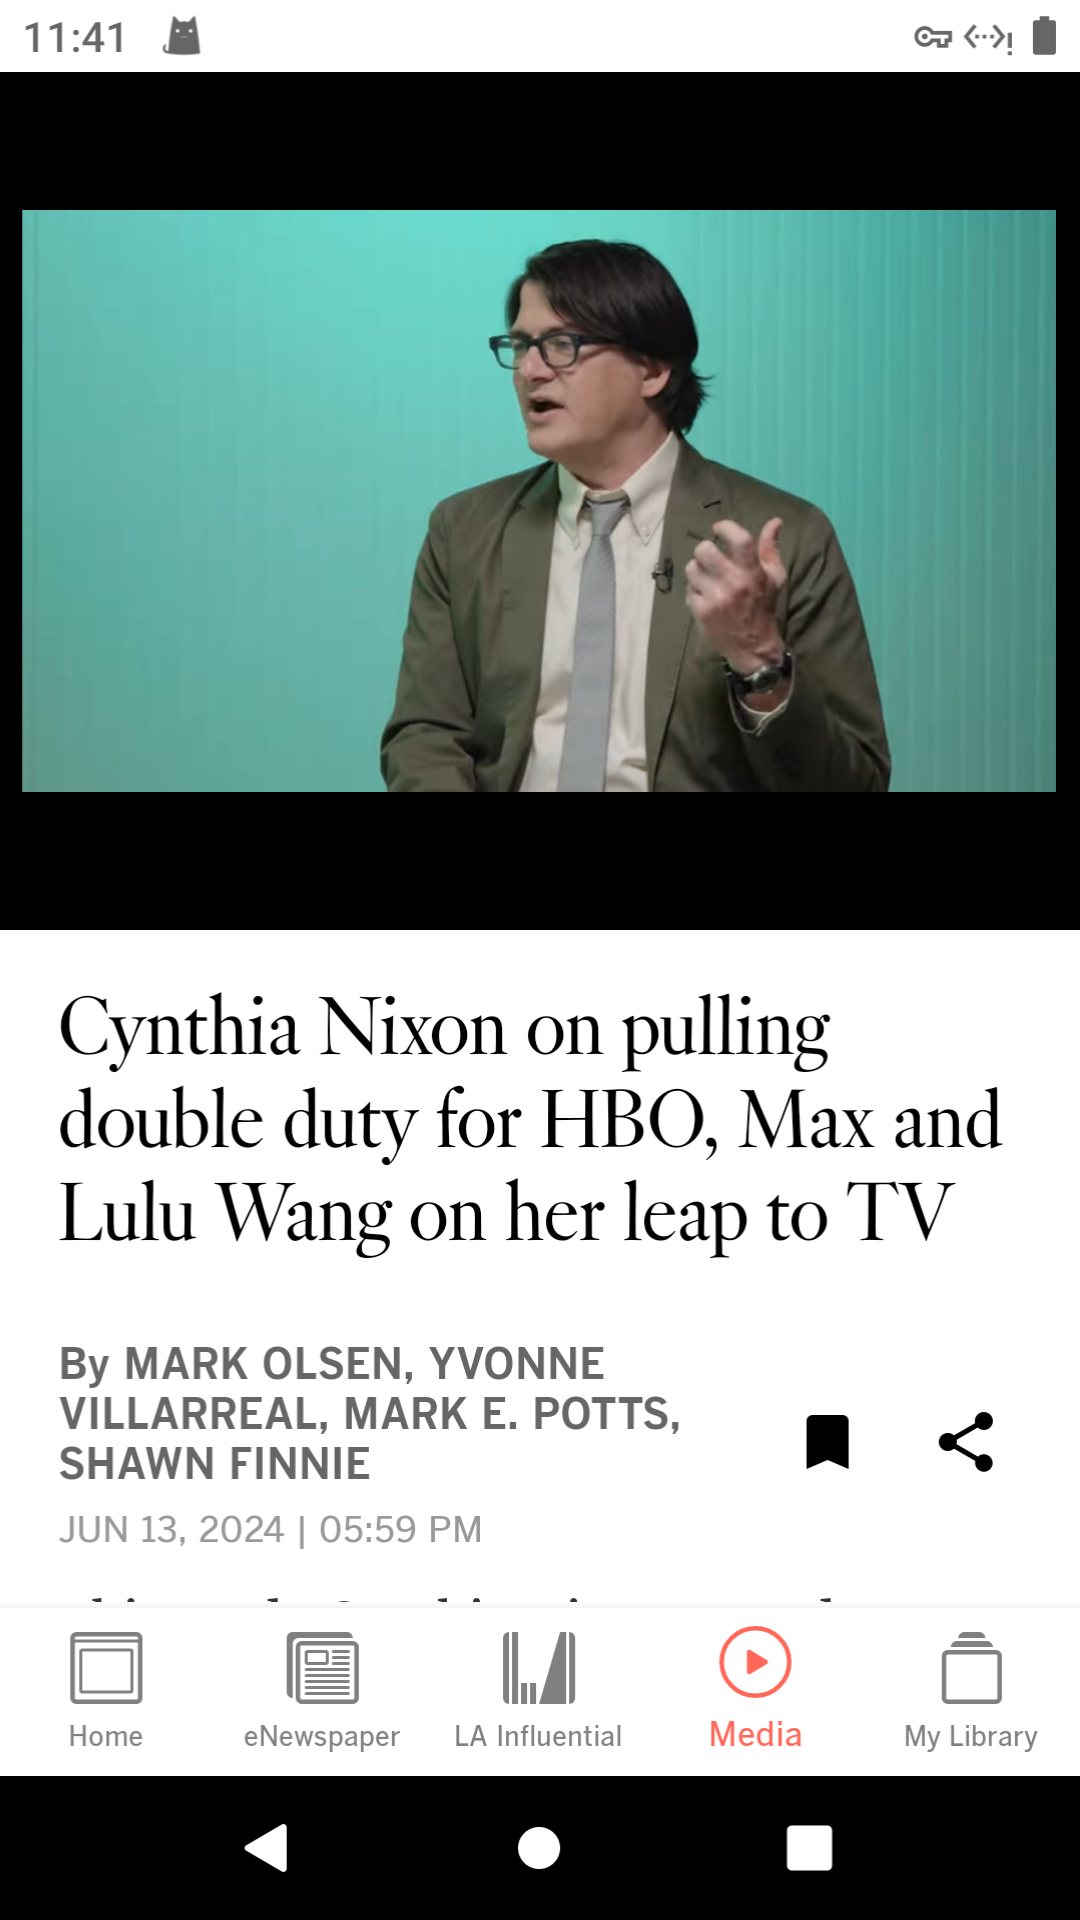 11:41
Cynthia Nixon on pulling
double duty for HBO, Max and
Lulu Wang on her leap to TV
By MARK OLSEN, YVONNE
VILLARREAL, MARK E. POTTS,
SHAWN FINNIE
JUN 13, 2024 | 05:59 PM
Home
eNewspaper
LA Influential
Media
My Library